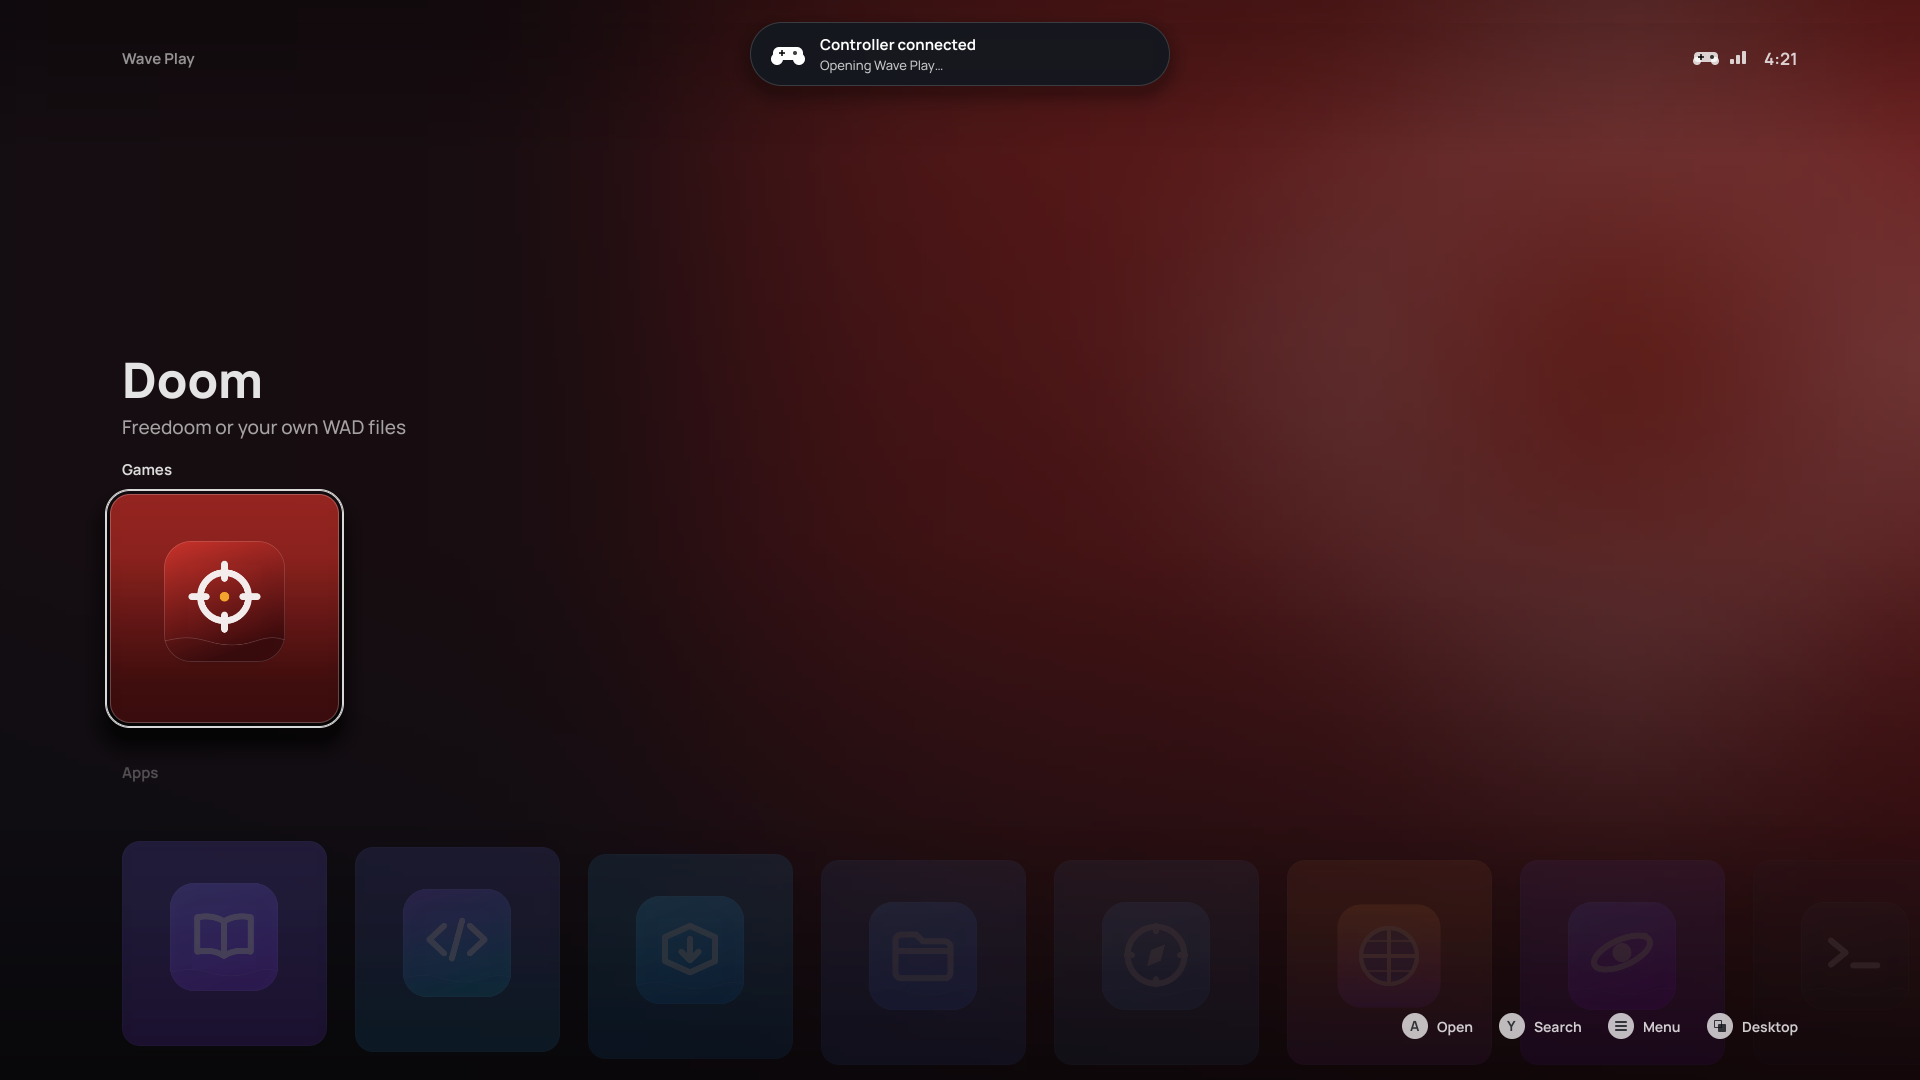 Wave Play
Controller connected
Opening Wave Play...
4:21
Doom
Freedoom or your own WAD files
Games
Apps
A Open
Y Search
Menu
Desktop